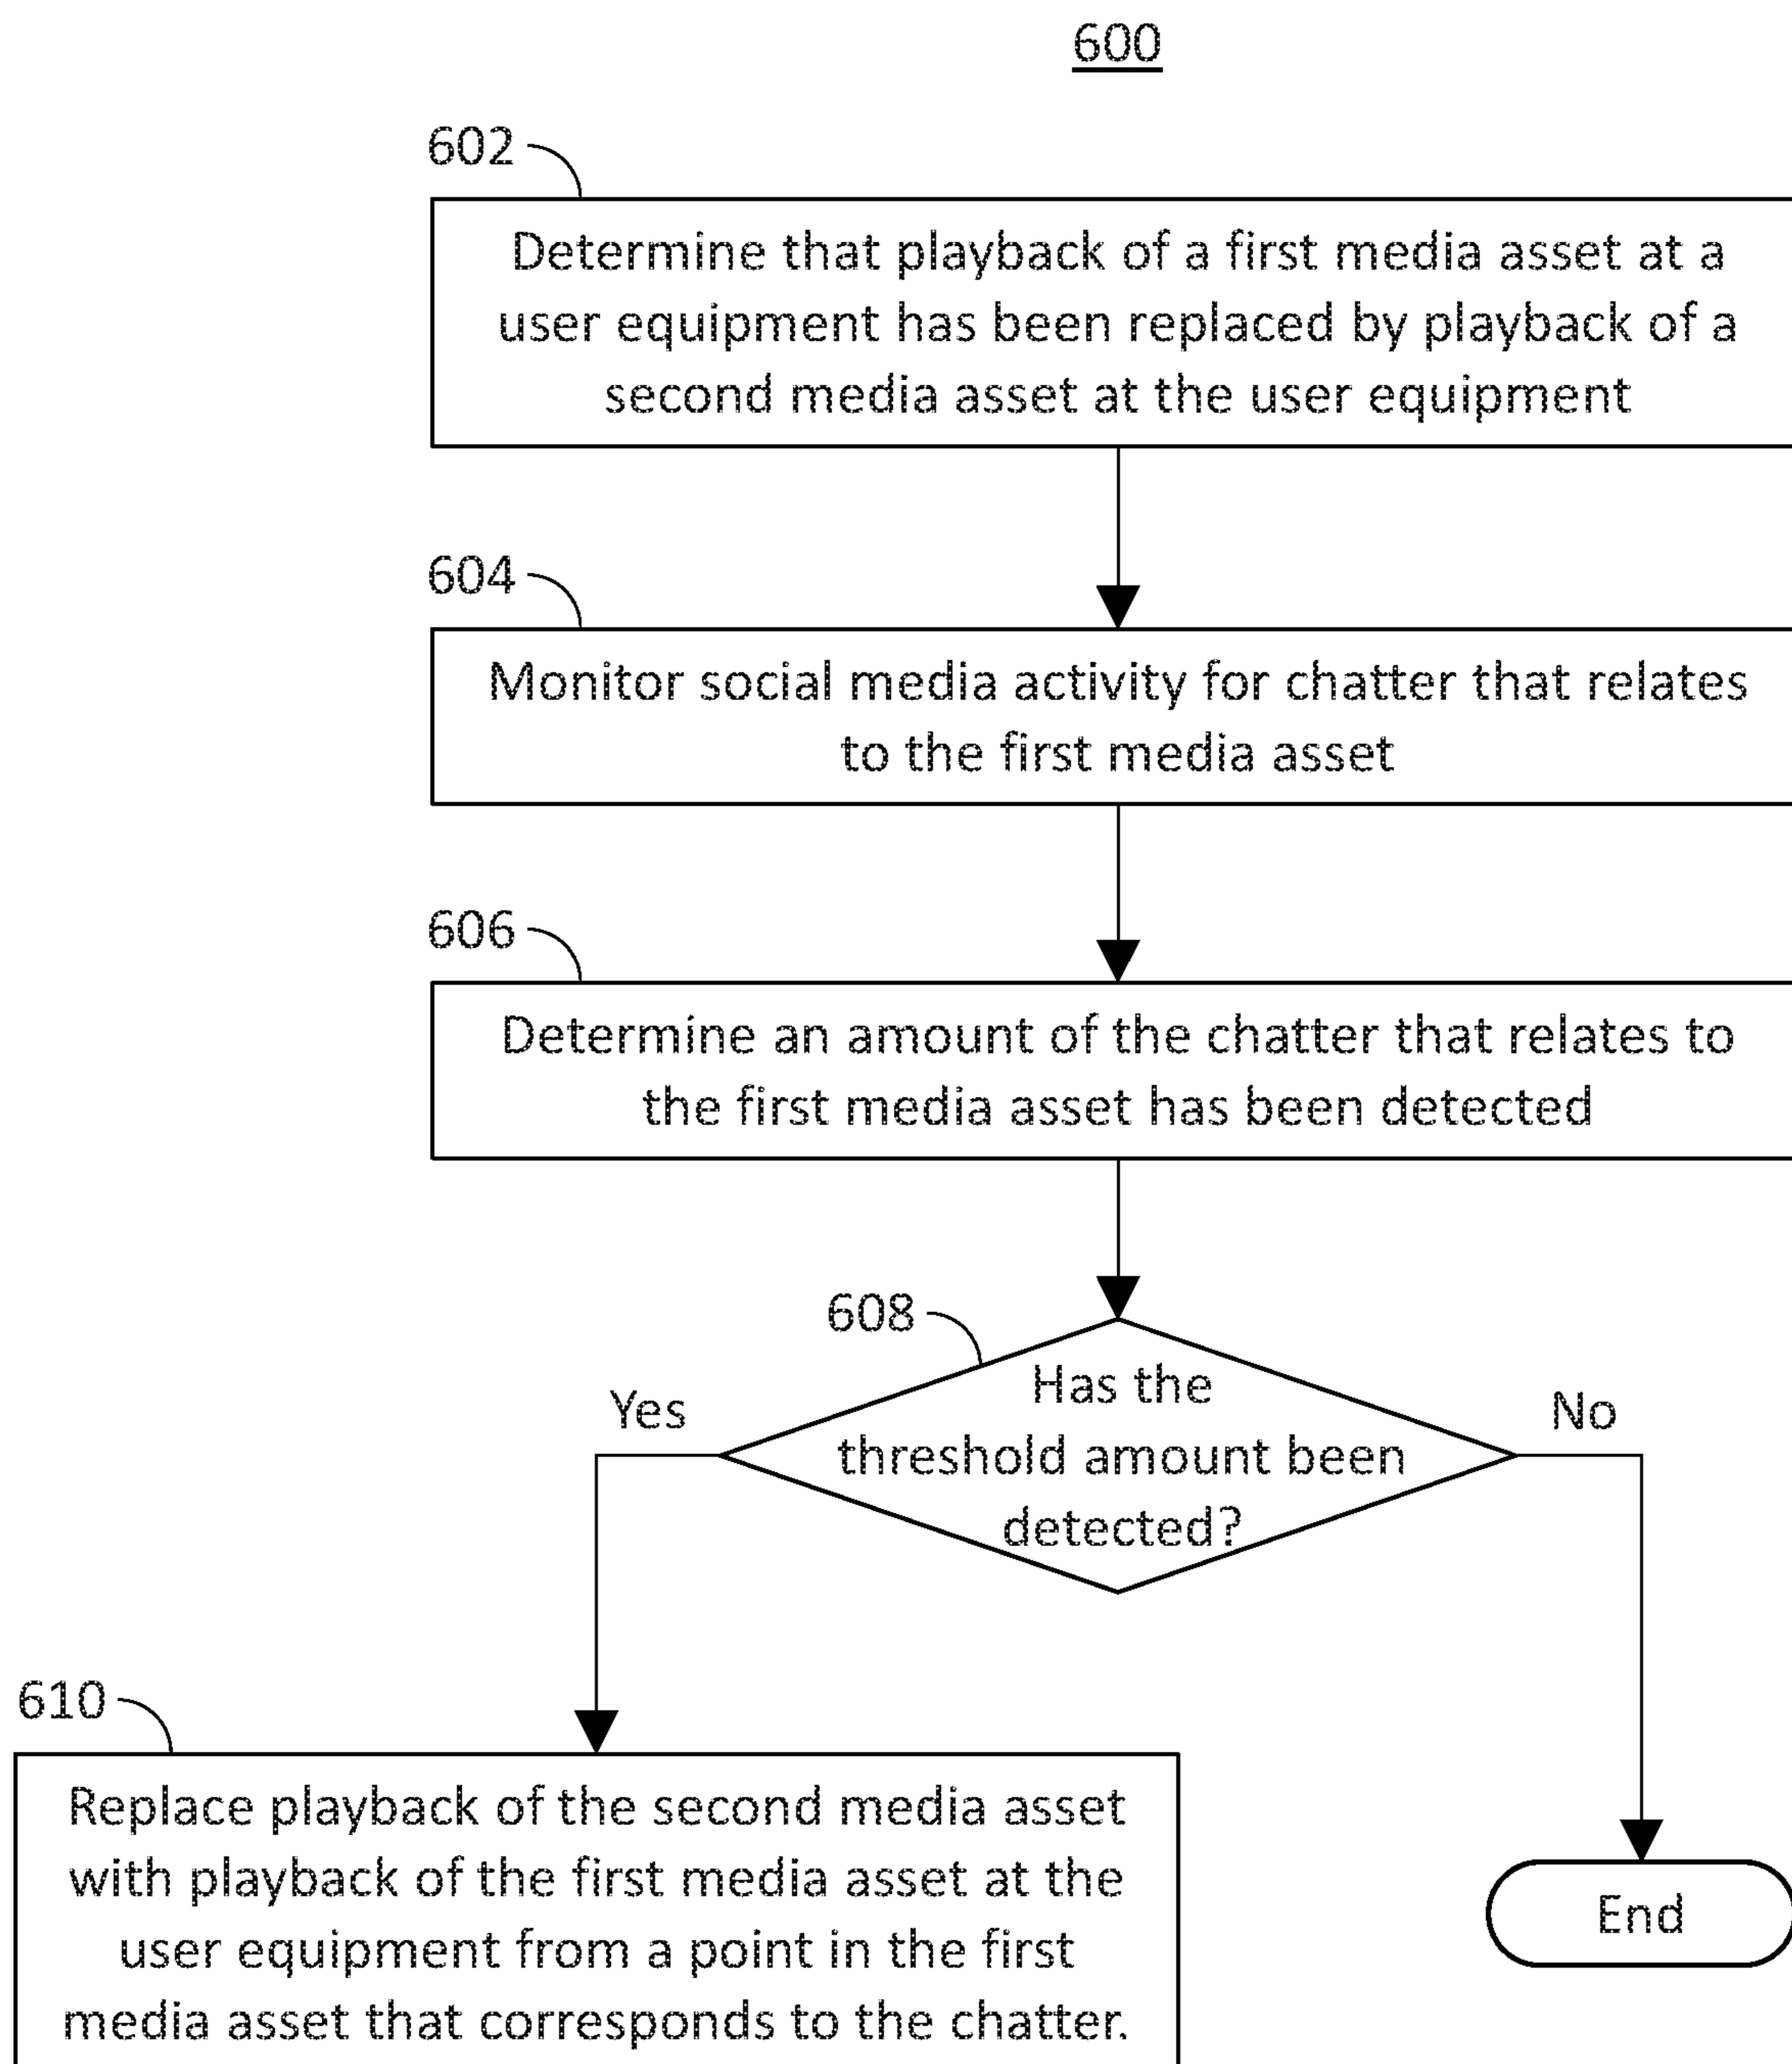 600
602
Determine that playback of a first media asset at a
user equipment has been replaced by playback of a
second media asset at the user equipment
604
Monitor social media activity for chatter that relates
to the first media asset
606
Determine an amount of the chatter that relates to
the first media asset has been detected
608
Has the
threshold amount been
detected?
Yes
No
610
Replace playback of the second media asset
with playback of the first media asset at the
user equipment from a point in the first
media asset that corresponds to the chatter.
End